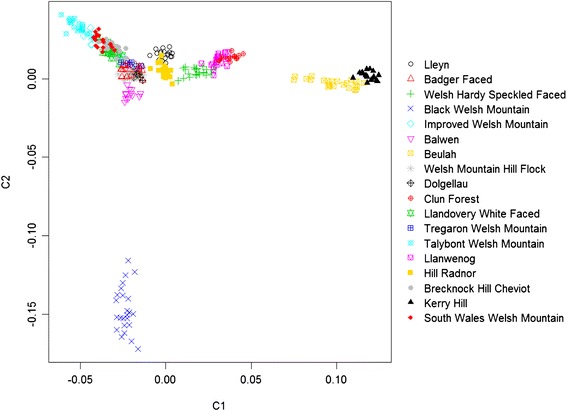 0.00
-0.05
-0.10
-0.15
C2
-0.05
0.00
0.05
0.10
C1
Lleyn
Badger Faced
Welsh Hardy Speckled Faced
Black Welsh Mountain
Improved Welsh Mountain
Balwen
Beulah
Welsh Mountain Hill Flock
Dolgellau
Clun Forest
Llandovery White Faced
Tregaron Welsh Mountain
Talybont Welsh Mountain
Llanwenog
Hill Radnor
Brecknock Hill Cheviot
Kerry Hill
South Wales Welsh Mountain